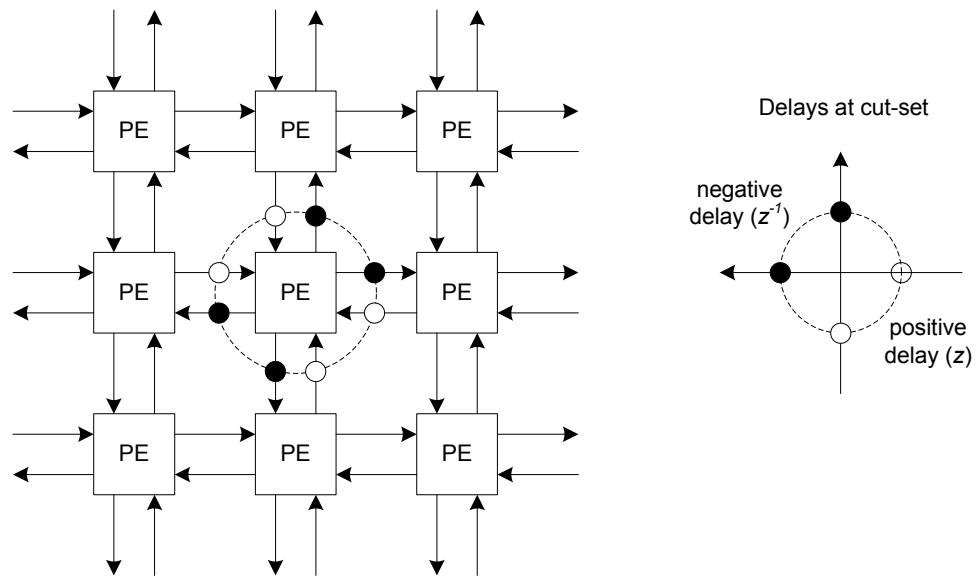 PE PE PE
PE PE PE
PE PE PE
Delays at cut-set
negative
delay (z⁻¹)
positive
delay (z)